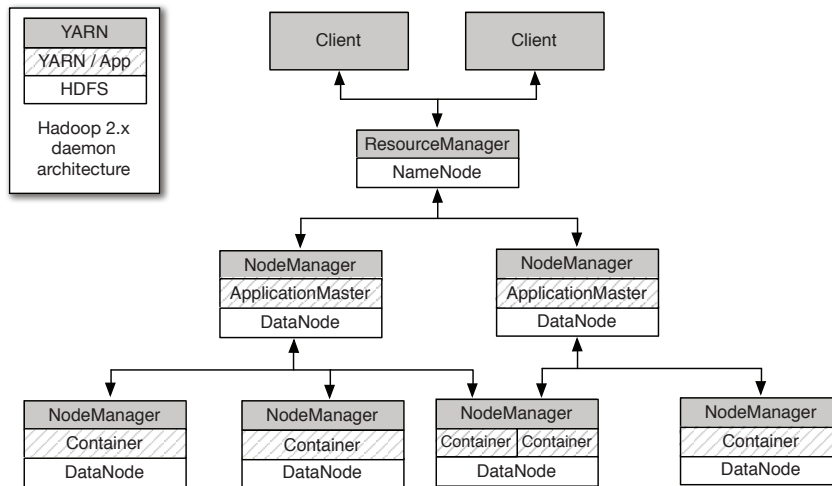 YARN
YARN / App
HDFS
Hadoop 2.x
daemon
architecture
Client
Client
ResourceManager
NameNode
NodeManager
ApplicationMaster
DataNode
NodeManager
ApplicationMaster
DataNode
NodeManager
Container
DataNode
NodeManager
Container
DataNode
NodeManager
Container Container
DataNode
NodeManager
Container
DataNode